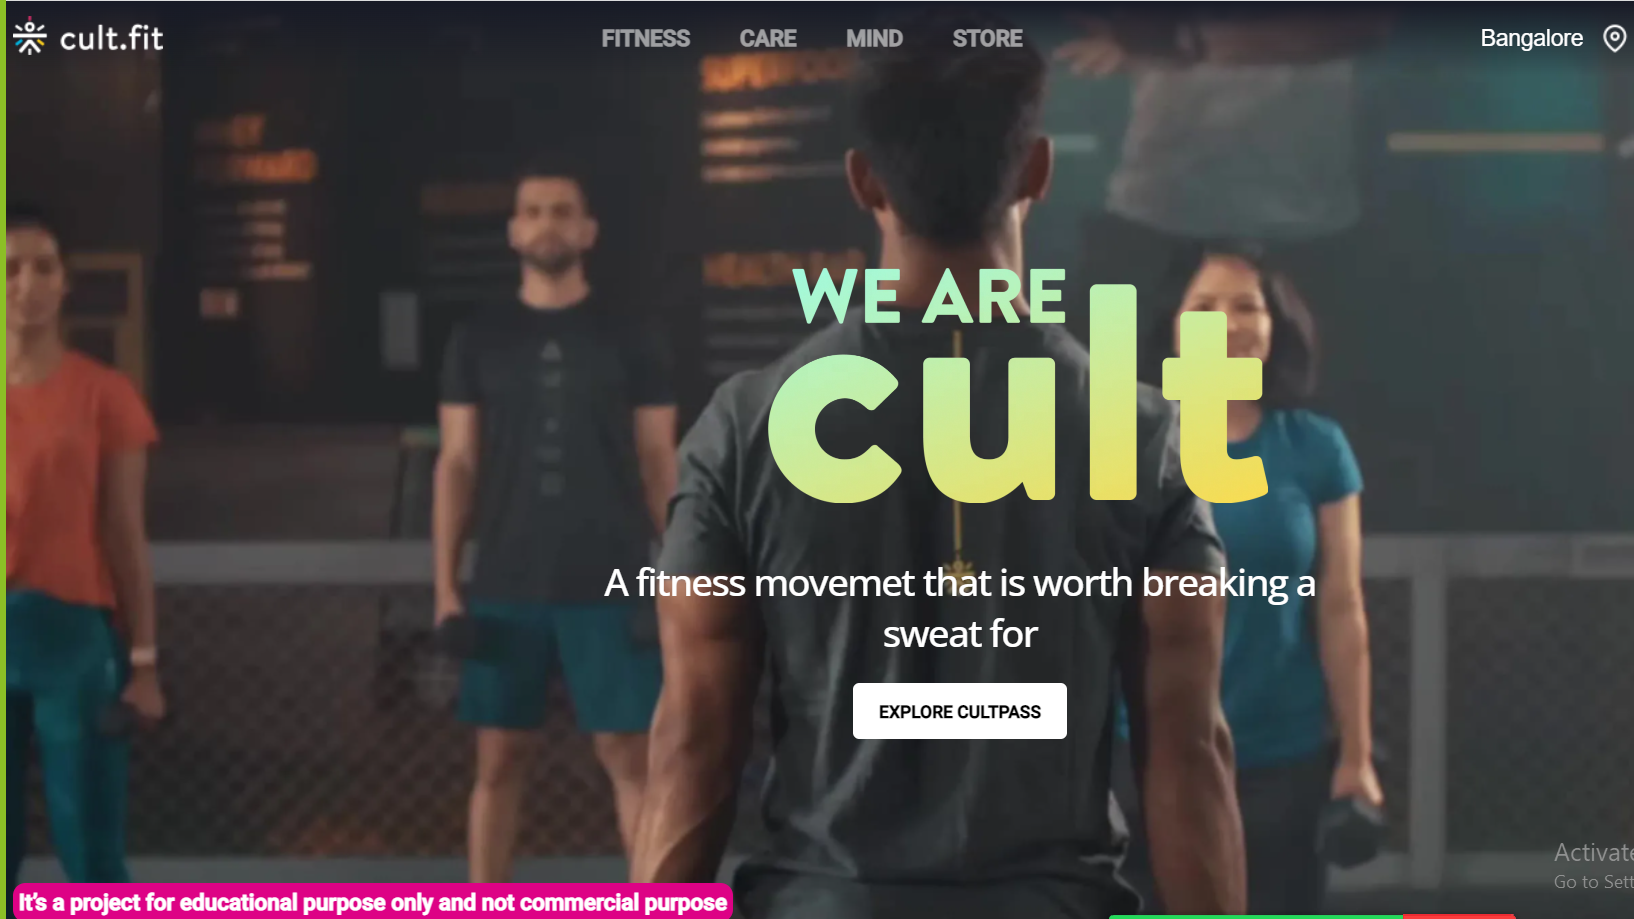 cult.fit
FITNESS
CARE
MIND
STORE
Bangalore
WE ARE
cult
A fitness movemet that is worth breaking a
sweat for
EXPLORE CULTPASS
Activate
Go to Sett
It's a project for educational purpose only and not commercial purpose